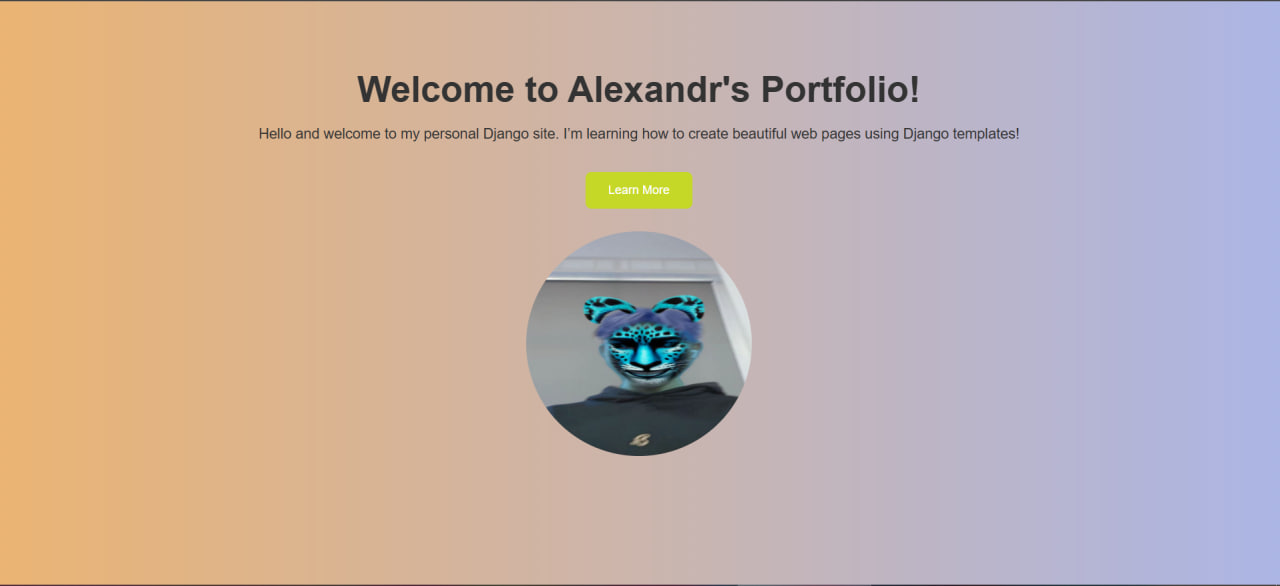 Welcome to Alexandr's Portfolio!
Hello and welcome to my personal Django site. I’m learning how to create beautiful web pages using Django templates!
Learn More